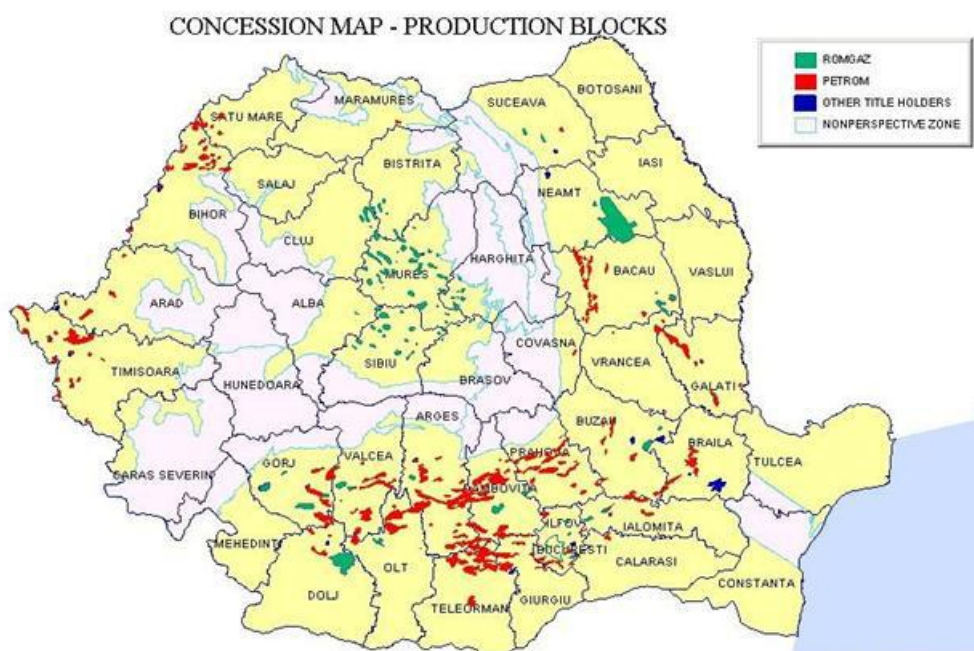 CONCESSION MAP - PRODUCTION BLOCKS
ROMGAZ
PETROM
OTHER TITLE HOLDERS
NONPERSPECTIVE ZONE
BOTOSANI
SUCEAVA
MARAMURES
SATU MARE
IASI
BISTRITA
NEAMT
SALAJ
BIHOR
CLUJ
HARGHITA
MURES
BACAU
VASLUI
ARAD
ALBA
COVASNA
SIBIU
VRANCEA
TIMISOARA
HUNEDOARA
BRASOV
GALATI
ARGES
BUZAU
BRAILA
PRAHOVA
VALCEA
GORJ
TULCEA
CARAS SEVERIN
DAMBOVITA
ILFOV
IALOMITA
MEHEDINTI
BUCURESTI
CALARASI
OLT
CONSTANTA
DOLJ
GIURGIU
TELEORMAN